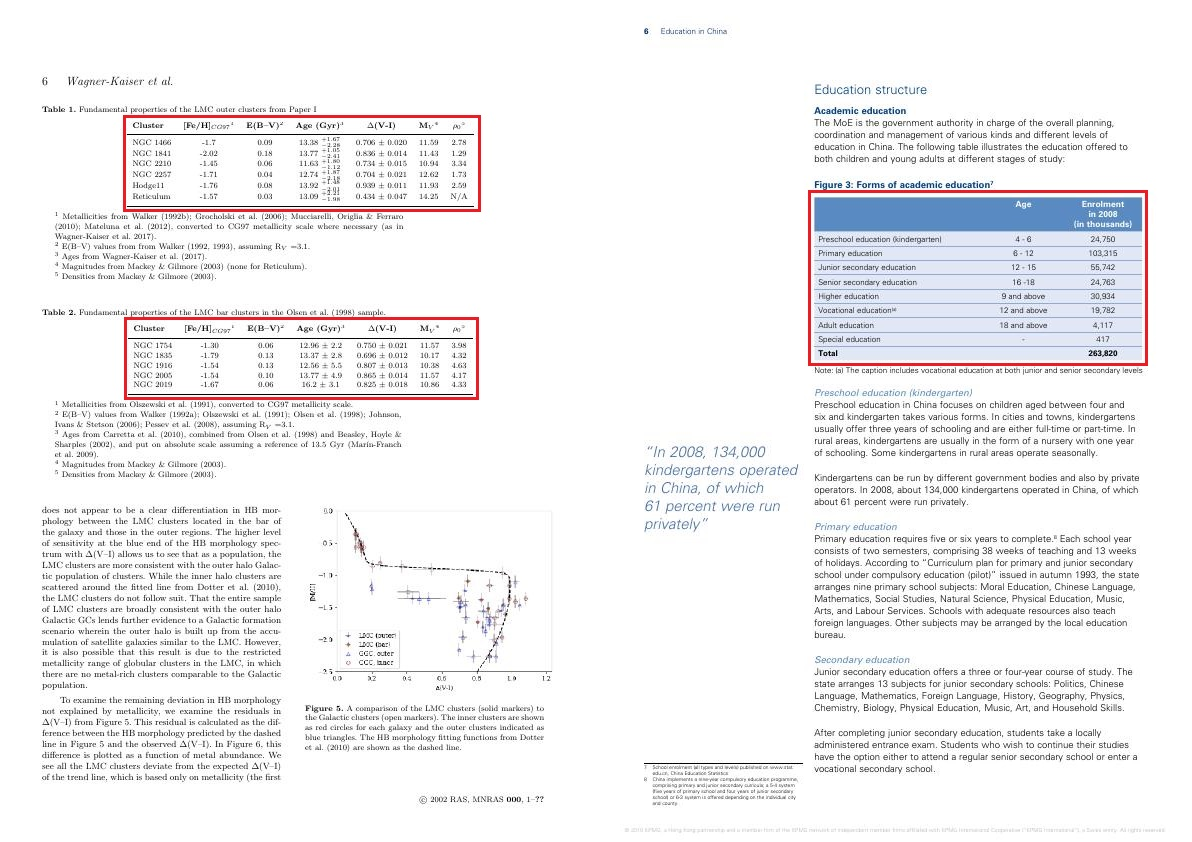 6 Wagner-Kaiser et al.
Table 1. Fundamental properties of the LMC outer clusters from Paper I
Cluster [Fe/H]CG97¹ E(B–V)² Age (Gyr)³ Δ(V-I) MV⁴ ρ0⁵
NGC 1466 -1.7 0.09 13.38 +1.67 −2.28 0.706 ± 0.020 11.59 2.78
NGC 1841 -2.02 0.18 13.77 +1.05 −2.41 0.836 ± 0.014 11.43 1.29
NGC 2210 -1.45 0.06 11.63 +1.80 −1.12 0.734 ± 0.015 10.94 3.34
NGC 2257 -1.71 0.04 12.74 +1.87 −2.18 0.704 ± 0.021 12.62 1.73
Hodge11 -1.76 0.08 13.92 +1.48 −2.01 0.939 ± 0.011 11.93 2.59
Reticulum -1.57 0.03 13.09 +2.21 −1.98 0.434 ± 0.047 14.25 N/A
¹ Metallicities from Walker (1992b); Grocholski et al. (2006); Mucciarelli, Origlia & Ferraro
(2010); Mateluna et al. (2012), converted to CG97 metallicity scale where necessary (as in
Wagner-Kaiser et al. 2017).
² E(B–V) values from from Walker (1992, 1993), assuming RV =3.1.
³ Ages from Wagner-Kaiser et al. (2017).
⁴ Magnitudes from Mackey & Gilmore (2003) (none for Reticulum).
⁵ Densities from Mackey & Gilmore (2003).
Table 2. Fundamental properties of the LMC bar clusters in the Olsen et al. (1998) sample.
Cluster [Fe/H]CG97¹ E(B–V)² Age (Gyr)³ Δ(V-I) MV⁴ ρ0⁵
NGC 1754 -1.30 0.06 12.96 ± 2.2 0.750 ± 0.021 11.57 3.98
NGC 1835 -1.79 0.13 13.37 ± 2.8 0.696 ± 0.012 10.17 4.32
NGC 1916 -1.54 0.13 12.56 ± 5.5 0.807 ± 0.013 10.38 4.63
NGC 2005 -1.54 0.10 13.77 ± 4.9 0.865 ± 0.014 11.57 4.17
NGC 2019 -1.67 0.06 16.2 ± 3.1 0.825 ± 0.018 10.86 4.33
¹ Metallicities from Olszewski et al. (1991), converted to CG97 metallicity scale.
² E(B–V) values from Walker (1992a); Olszewski et al. (1991); Olsen et al. (1998); Johnson,
Ivans & Stetson (2006); Pessev et al. (2008), assuming RV =3.1.
³ Ages from Carretta et al. (2010), combined from Olsen et al. (1998) and Beasley, Hoyle &
Sharples (2002), and put on absolute scale assuming a reference of 13.5 Gyr (Marín-Franch
et al. 2009).
⁴ Magnitudes from Mackey & Gilmore (2003).
⁵ Densities from Mackey & Gilmore (2003).
does not appear to be a clear differentiation in HB mor-
phology between the LMC clusters located in the bar of
the galaxy and those in the outer regions. The higher level
of sensitivity at the blue end of the HB morphology spec-
trum with Δ(V–I) allows us to see that as a population, the
LMC clusters are more consistent with the outer halo Galac-
tic population of clusters. While the inner halo clusters are
scattered around the fitted line from Dotter et al. (2010),
the LMC clusters do not follow suit. That the entire sample
of LMC clusters are broadly consistent with the outer halo
Galactic GCs lends further evidence to a Galactic formation
scenario wherein the outer halo is built up from the accu-
mulation of satellite galaxies similar to the LMC. However,
it is also possible that this result is due to the restricted
metallicity range of globular clusters in the LMC, in which
there are no metal-rich clusters comparable to the Galactic
population.
To examine the remaining deviation in HB morphology
not explained by metallicity, we examine the residuals in
Δ(V–I) from Figure 5. This residual is calculated as the dif-
ference between the HB morphology predicted by the dashed
line in Figure 5 and the observed Δ(V–I). In Figure 6, this
difference is plotted as a function of metal abundance. We
see all the LMC clusters deviate from the expected Δ(V–I)
of the trend line, which is based only on metallicity (the first
0.0
−0.5
−1.0
−1.5
−2.0
−2.5
[M/H]
LMC (outer)
LMC (bar)
GGC, outer
GGC, inner
0.0 0.2 0.4 0.6 0.8 1.0 1.2
Δ(V-I)
Figure 5. A comparison of the LMC clusters (solid markers) to
the Galactic clusters (open markers). The inner clusters are shown
as red circles for each galaxy and the outer clusters indicated as
blue triangles. The HB morphology fitting functions from Dotter
et al. (2010) are shown as the dashed line.
© 2002 RAS, MNRAS 000, 1–??
6 Education in China
Education structure
Academic education
The MoE is the government authority in charge of the overall planning,
coordination and management of various kinds and different levels of
education in China. The following table illustrates the education offered to
both children and young adults at different stages of study:
Figure 3: Forms of academic education⁷
Age Enrolment
in 2008
(in thousands)
Preschool education (kindergarten) 4 - 6 24,750
Primary education 6 - 12 103,315
Junior secondary education 12 - 15 55,742
Senior secondary education 16 -18 24,763
Higher education 9 and above 30,934
Vocational education⁽ᵃ⁾ 12 and above 19,782
Adult education 18 and above 4,117
Special education - 417
Total 263,820
Note: (a) The caption includes vocational education at both junior and senior secondary levels
Preschool education (kindergarten)
Preschool education in China focuses on children aged between four and
six and kindergarten takes various forms. In cities and towns, kindergartens
usually offer three years of schooling and are either full-time or part-time. In
rural areas, kindergartens are usually in the form of a nursery with one year
of schooling. Some kindergartens in rural areas operate seasonally.
Kindergartens can be run by different government bodies and also by private
operators. In 2008, about 134,000 kindergartens operated in China, of which
about 61 percent were run privately.
"In 2008, 134,000
kindergartens operated
in China, of which
61 percent were run
privately"
Primary education
Primary education requires five or six years to complete.⁸ Each school year
consists of two semesters, comprising 38 weeks of teaching and 13 weeks
of holidays. According to "Curriculum plan for primary and junior secondary
school under compulsory education (pilot)" issued in autumn 1993, the state
arranges nine primary school subjects: Moral Education, Chinese Language,
Mathematics, Social Studies, Natural Science, Physical Education, Music,
Arts, and Labour Services. Schools with adequate resources also teach
foreign languages. Other subjects may be arranged by the local education
bureau.
Secondary education
Junior secondary education offers a three or four-year course of study. The
state arranges 13 subjects for junior secondary schools: Politics, Chinese
Language, Mathematics, Foreign Language, History, Geography, Physics,
Chemistry, Biology, Physical Education, Music, Art, and Household Skills.
After completing junior secondary education, students take a locally
administered entrance exam. Students who wish to continue their studies
have the option either to attend a regular senior secondary school or enter a
vocational secondary school.
7 School enrolment (all types and levels) published on www.stat.
edu.cn, China Education Statistics
8 China implements a nine-year compulsory education programme,
comprising primary and junior secondary curricula; a 5-4 system
(five years of primary school and four years of junior secondary
school) or 6-3 system is offered depending on the individual city
and county
© 2010 KPMG, a Hong Kong partnership and a member firm of the KPMG network of independent member firms affiliated with KPMG International Cooperative ("KPMG International"), a Swiss entity. All rights reserved.